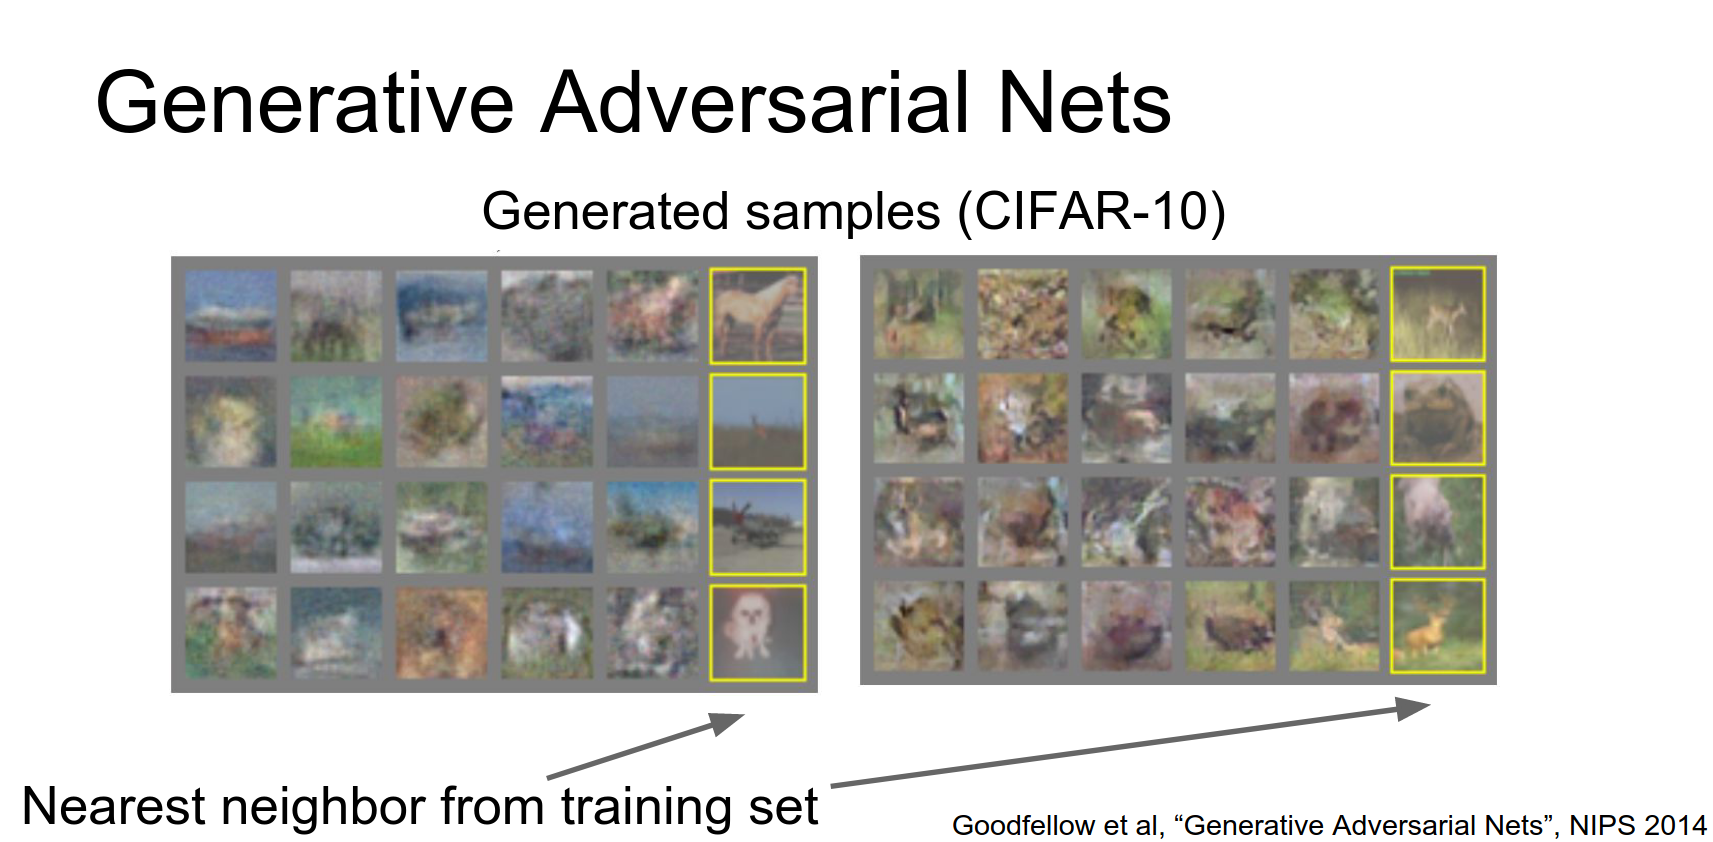 Generative Adversarial Nets
Generated samples (CIFAR-10)
Nearest neighbor from training set
Goodfellow et al, “Generative Adversarial Nets”, NIPS 2014